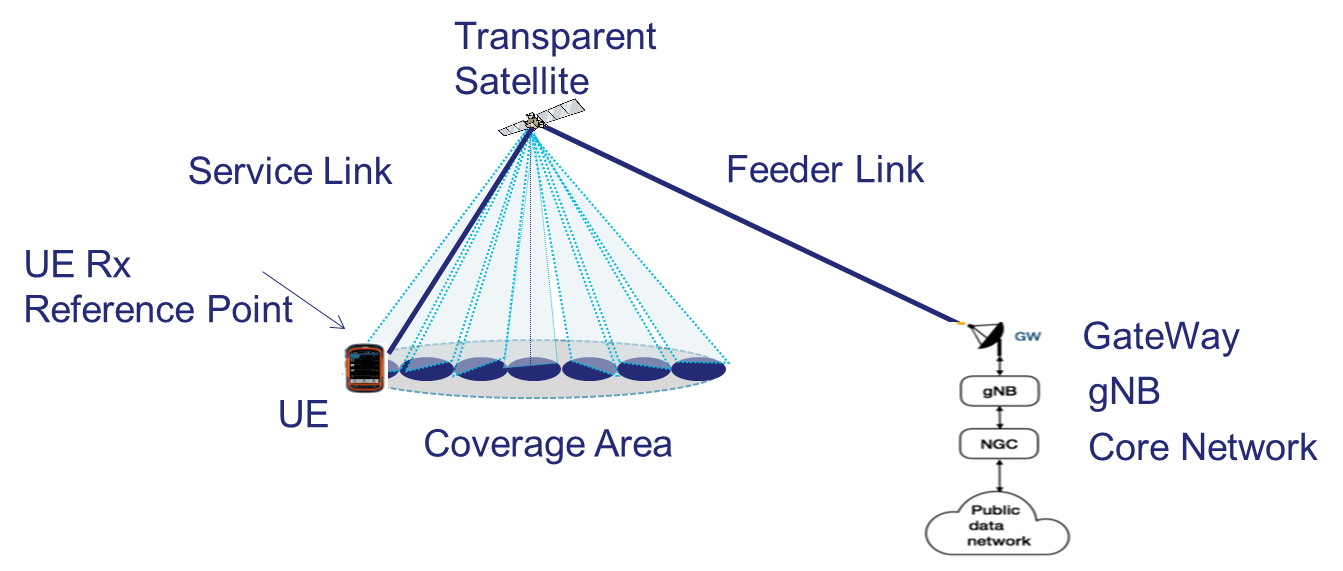 Transparent
Satellite
Service Link
Feeder Link
UE Rx
Reference Point
GW
GateWay
UE
gNB
gNB
Coverage Area
NGC
Core Network
Public
data
network